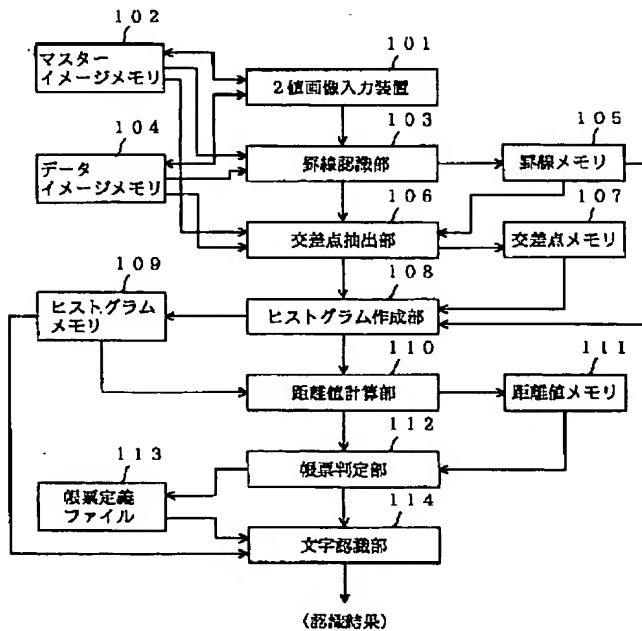 102
マスター
イメージメモリ
101
2値画像入力装置
104
データ
イメージメモリ
103
罫線認識部
105
罫線メモリ
106
交差点抽出部
107
交差点メモリ
109
ヒストグラム
メモリ
108
ヒストグラム作成部
110
距離値計算部
111
距離値メモリ
112
帳票判定部
113
帳票定義
ファイル
114
文字認識部
(認識結果)